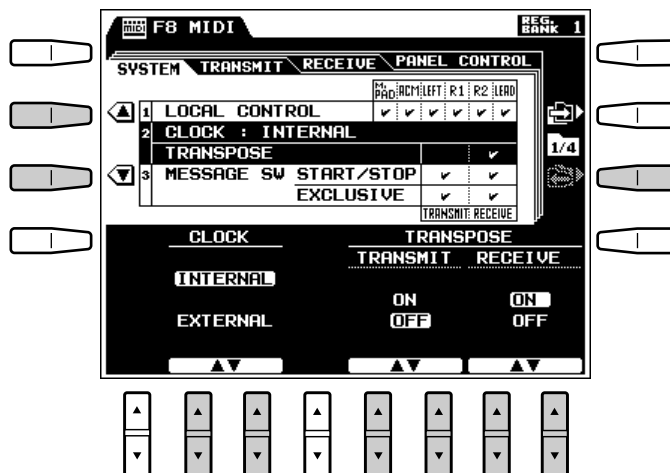 MIDI F8 MIDI REG. BANK 1
SYSTEM TRANSMIT RECEIVE PANEL CONTROL
M. PAD ACM LEFT R1 R2 LEAD
1 LOCAL CONTROL
2 CLOCK : INTERNAL
TRANSPOSE
1/4
3 MESSAGE SW START/STOP
EXCLUSIVE
TRANSMIT RECEIVE
CLOCK TRANSPOSE
TRANSMIT RECEIVE
INTERNAL
ON ON
EXTERNAL OFF OFF